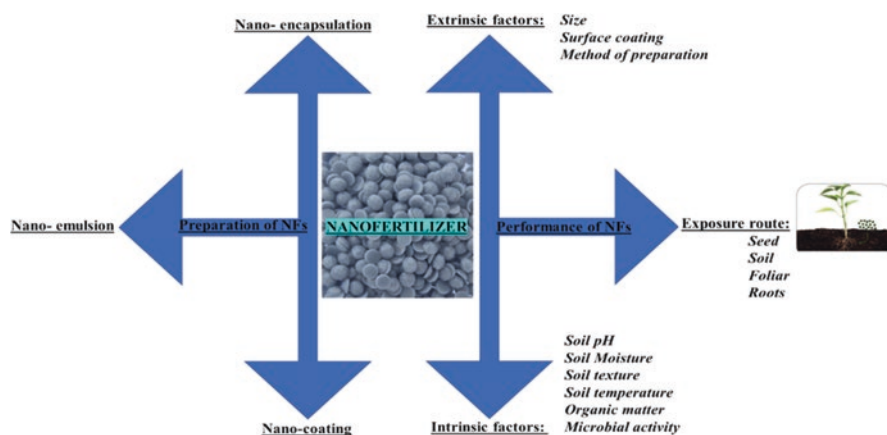 Nano- encapsulation
Extrinsic factors:
Size
Surface coating
Method of preparation
Nano- emulsion
Preparation of NFs
NANOFERTILIZER
Performance of NFs
Exposure route:
Seed
Soil
Foliar
Roots
Nano-coating
Soil pH
Soil Moisture
Soil texture
Soil temperature
Organic matter
Intrinsic factors:
Microbial activity